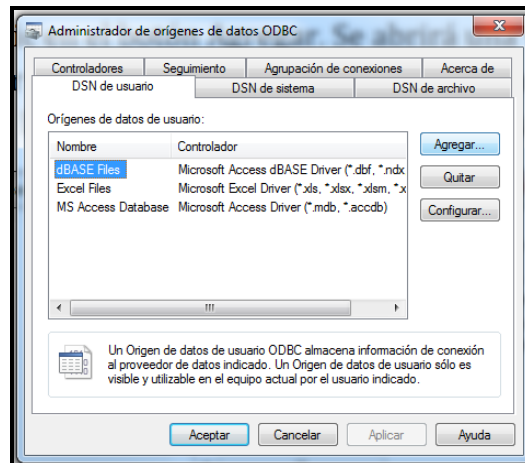 Administrador de orígenes de datos ODBC
Agregar. Se abrirá una
Controladores Seguimiento Agrupación de conexiones Acerca de
DSN de usuario DSN de sistema DSN de archivo
Orígenes de datos de usuario:
Nombre Controlador
dBASE Files Microsoft Access dBASE Driver (*.dbf, *.ndx
Excel Files Microsoft Excel Driver (*.xls, *.xlsx, *.xlsm, *.x
MS Access Database Microsoft Access Driver (*.mdb, *.accdb)
Agregar...
Quitar
Configurar...
Un Origen de datos de usuario ODBC almacena información de conexión
al proveedor de datos indicado. Un Origen de datos de usuario sólo es
visible y utilizable en el equipo actual por el usuario indicado.
Aceptar Cancelar Aplicar Ayuda